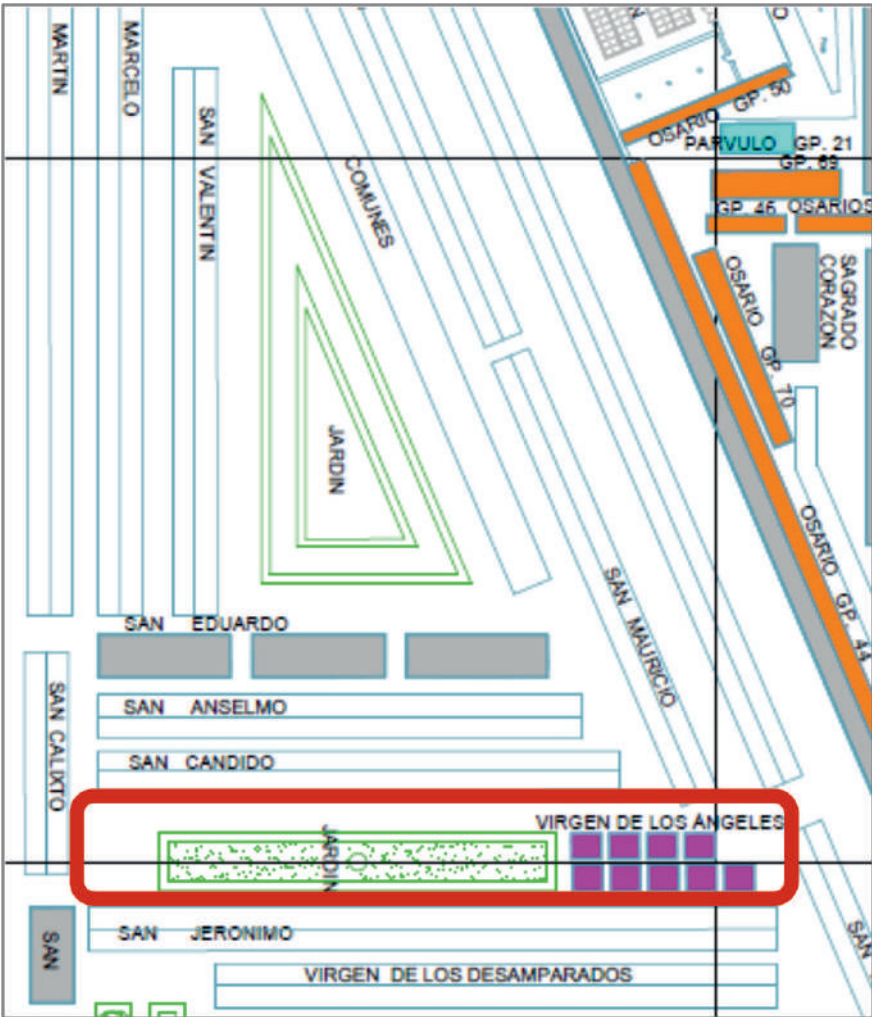 MARTIN
MARCELO
SAN VALENTIN
COMUNES
OSARIO GP. 50
PARVULO GP. 21
GP. 69
GP. 46 OSARIOS
SAGRADO
CORAZON
OSARIO GP. 70
JARDIN
OSARIO GP. 44
SAN MAURICIO
SAN EDUARDO
SAN CALIXTO
SAN ANSELMO
SAN CANDIDO
VIRGEN DE LOS ANGELES
JARDIN
SAN
SAN JERONIMO
SAN
VIRGEN DE LOS DESAMPARADOS